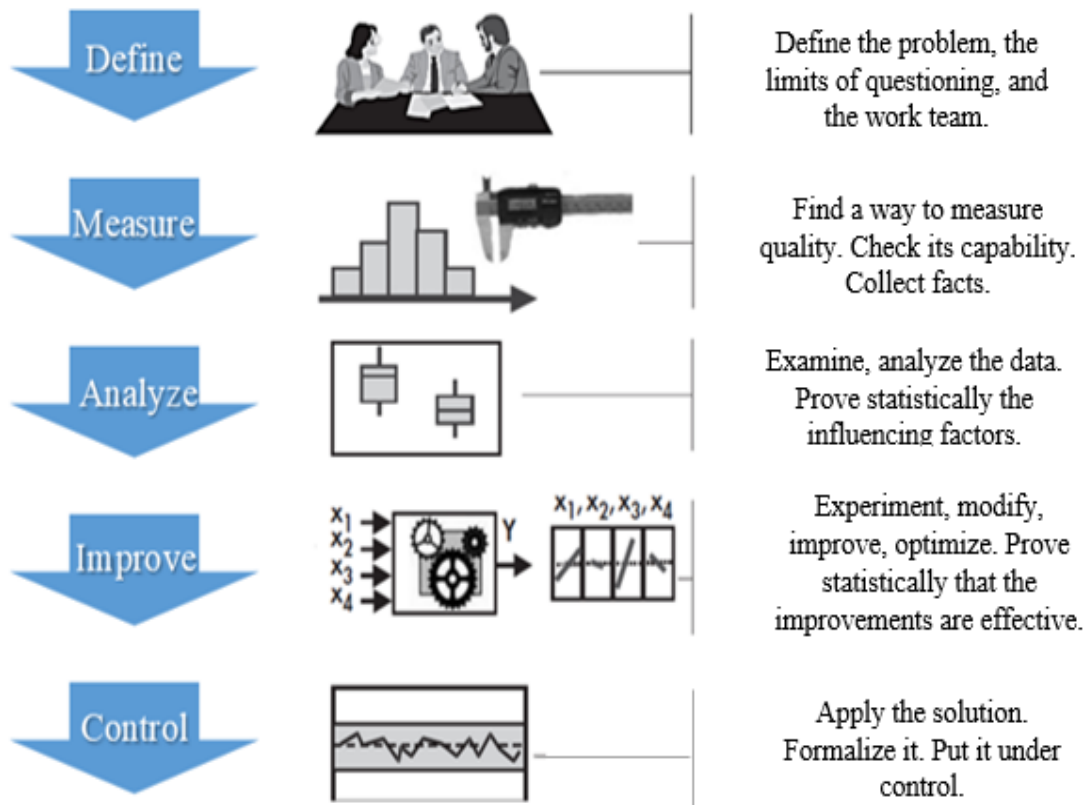 Define
Define the problem, the
limits of questioning, and
the work team.
Measure
Find a way to measure
quality. Check its capability.
Collect facts.
Analyze
Examine, analyze the data.
Prove statistically the
influencing factors.
Improve
X1
X2
X3
X4
Y
X1, X2, X3, X4
Experiment, modify,
improve, optimize. Prove
statistically that the
improvements are effective.
Control
Apply the solution.
Formalize it. Put it under
control.